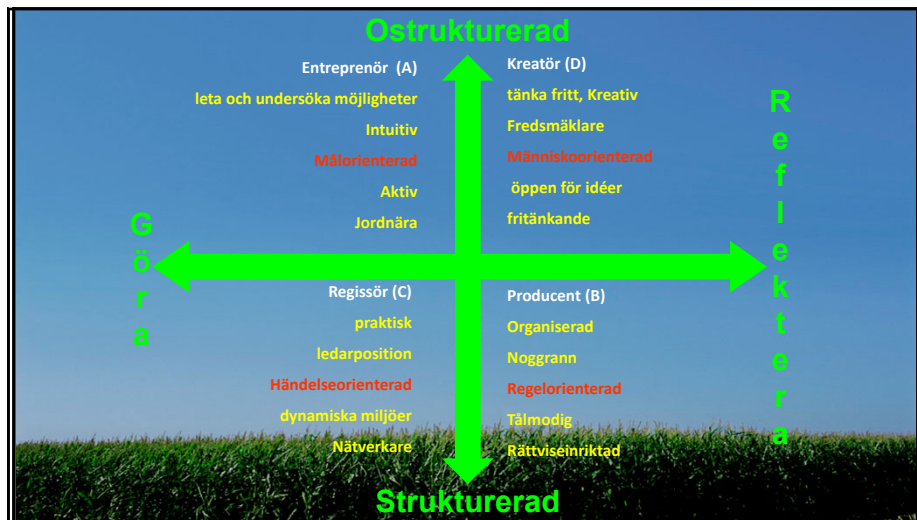 Ostrukturerad
Entreprenör (A)
leta och undersöka möjligheter
Intuitiv
Målorienterad
Aktiv
Jordnära
Kreatör (D)
tänka fritt, Kreativ
Fredsmäklare
Människoorienterad
öppen för idéer
fritänkande
Göra
Reflektera
Regissör (C)
praktisk
ledarposition
Händelseorienterad
dynamiska miljöer
Nätverkare
Producent (B)
Organiserad
Noggrann
Regelorienterad
Tålmodig
Rättviseinriktad
Strukturerad